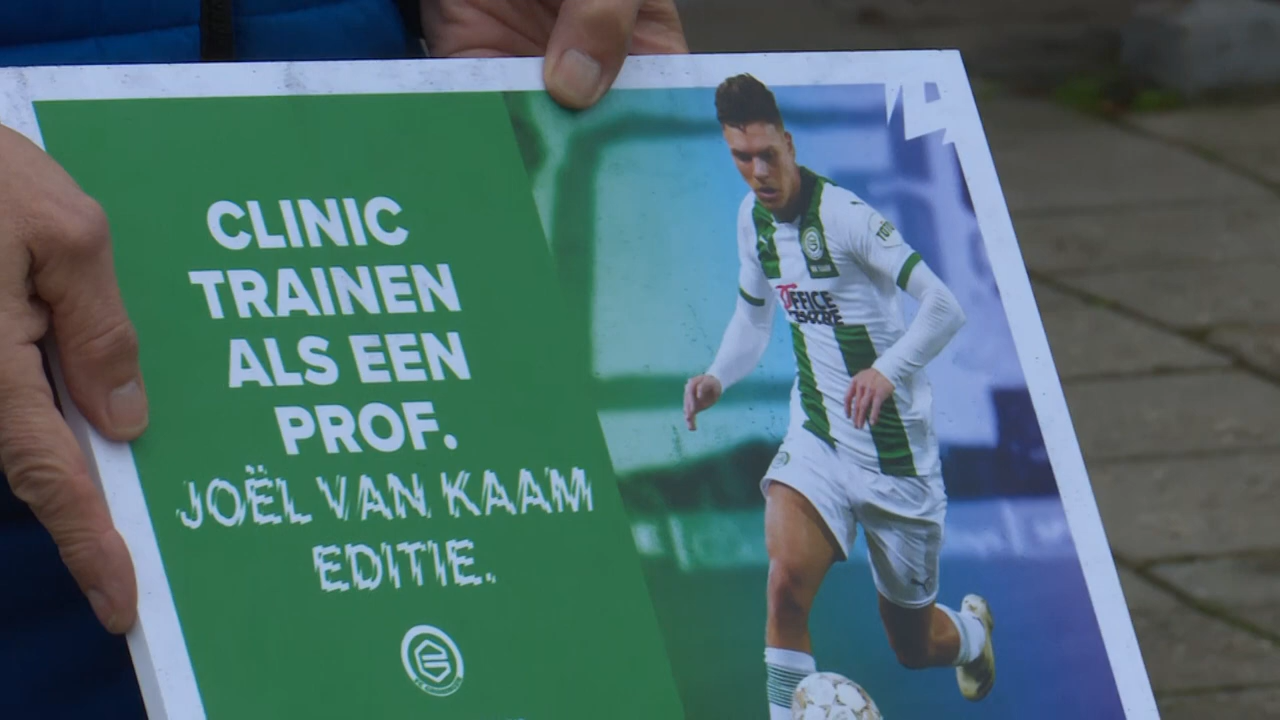 CLINIC
TRAINEN
ALS EEN
PROF.
JOËL VAN KAAM
EDITIE.
OFFICE